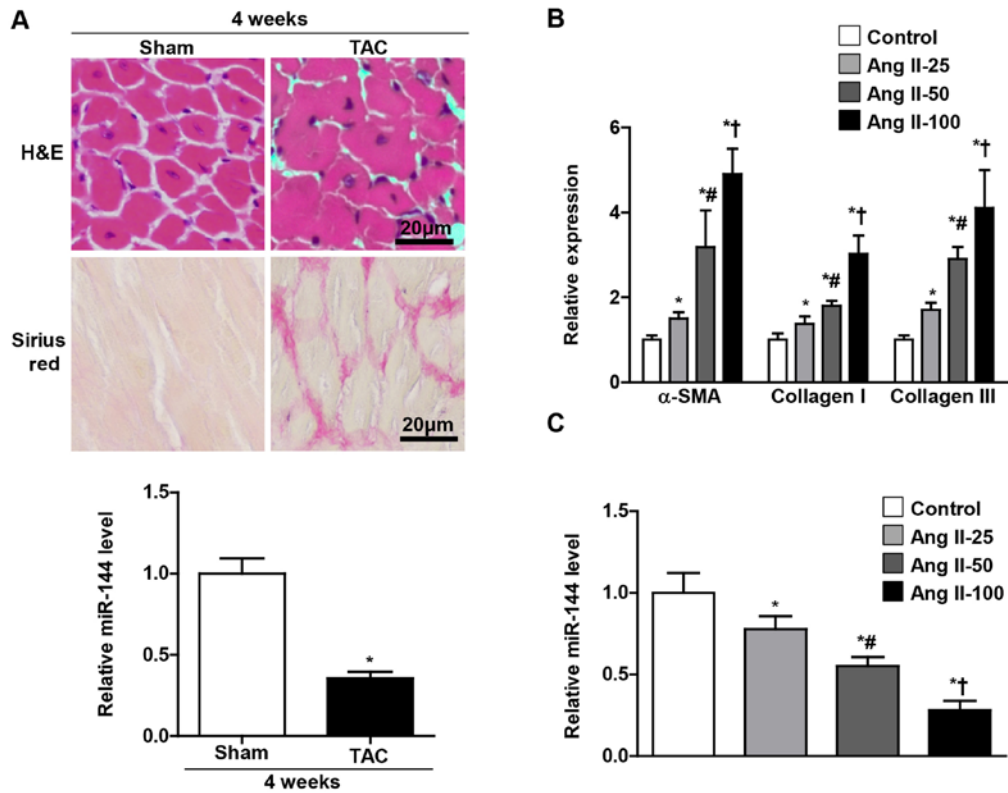 A
4 weeks
Sham
TAC
H&E
20µm
Sirius
red
20µm
Relative miR-144 level
1.5
1.0
0.5
0.0
*
Sham
TAC
4 weeks
B
Control
Ang II-25
Ang II-50
Ang II-100
Relative expression
6
4
2
0
*
*#
*†
*
*#
*†
*
*#
*†
α-SMA
Collagen I
Collagen III
C
Control
Ang II-25
Ang II-50
Ang II-100
Relative miR-144 level
1.5
1.0
0.5
0.0
*
*#
*†